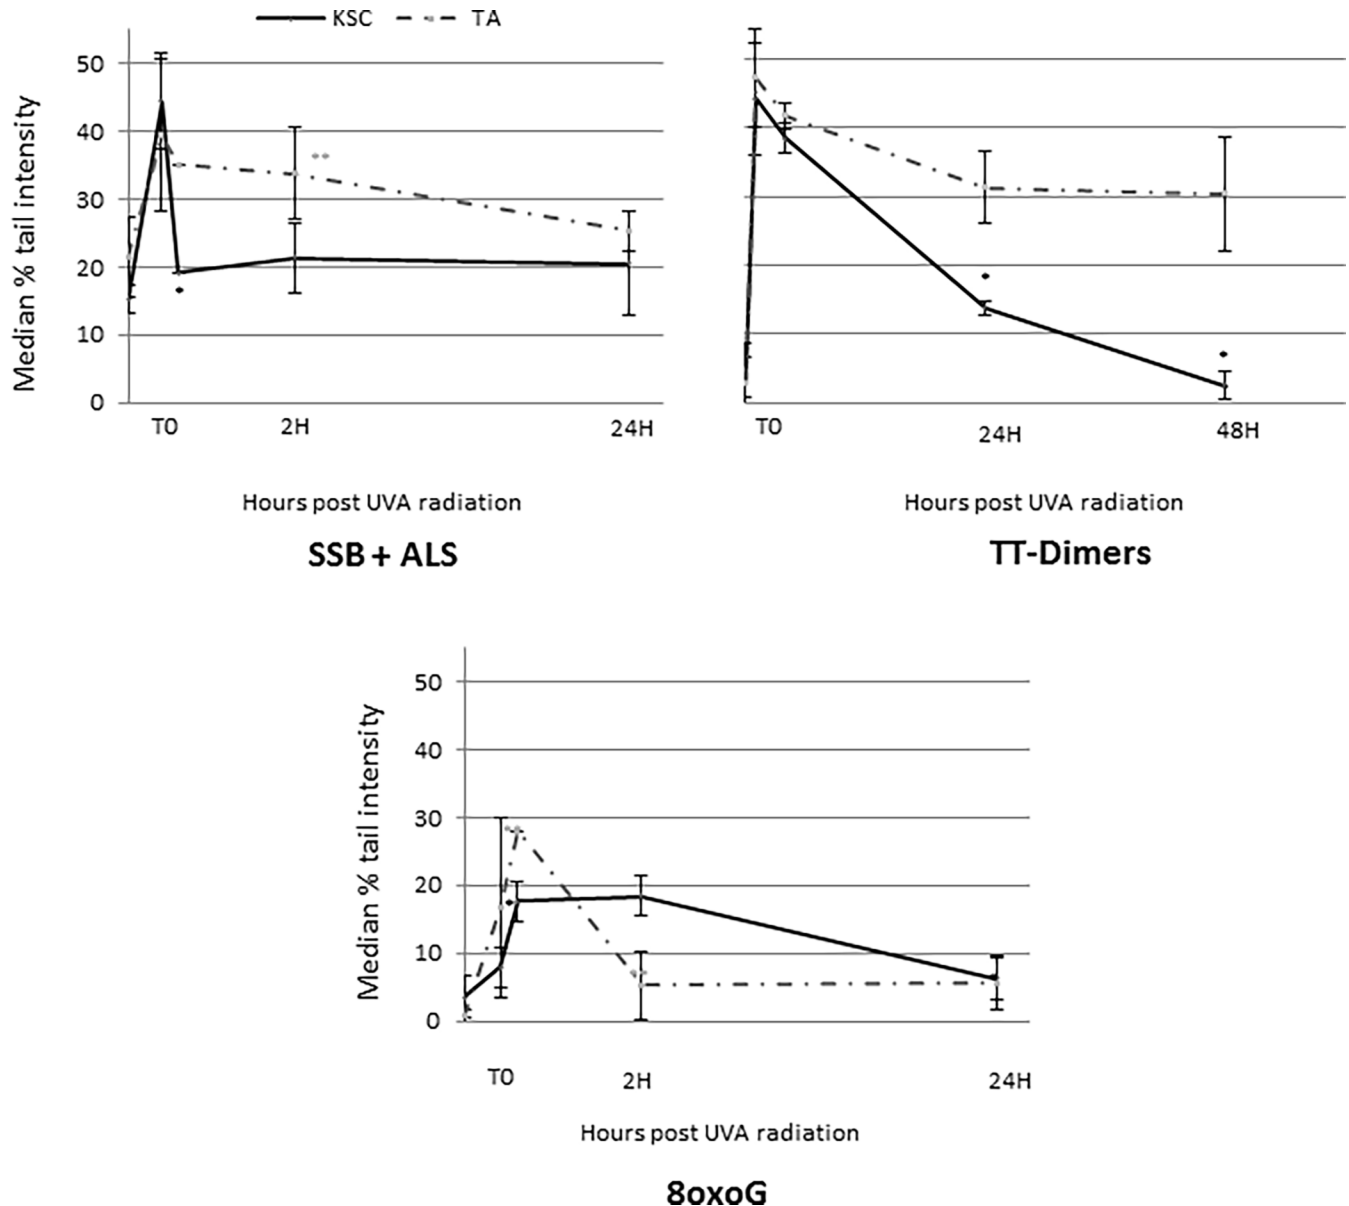 KSC TA
50
40
30
20
10
0
Median % tail intensity
T0 2H 24H
Hours post UVA radiation
SSB + ALS
T0 24H 48H
Hours post UVA radiation
TT-Dimers
50
40
30
20
10
0
Median % tail intensity
T0 2H 24H
Hours post UVA radiation
8oxoG